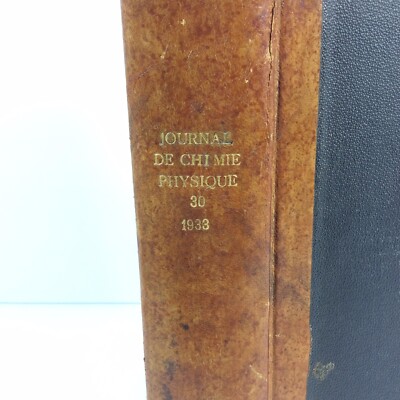 JOURNAL
DE CHIMIE
PHYSIQUE
30
1933